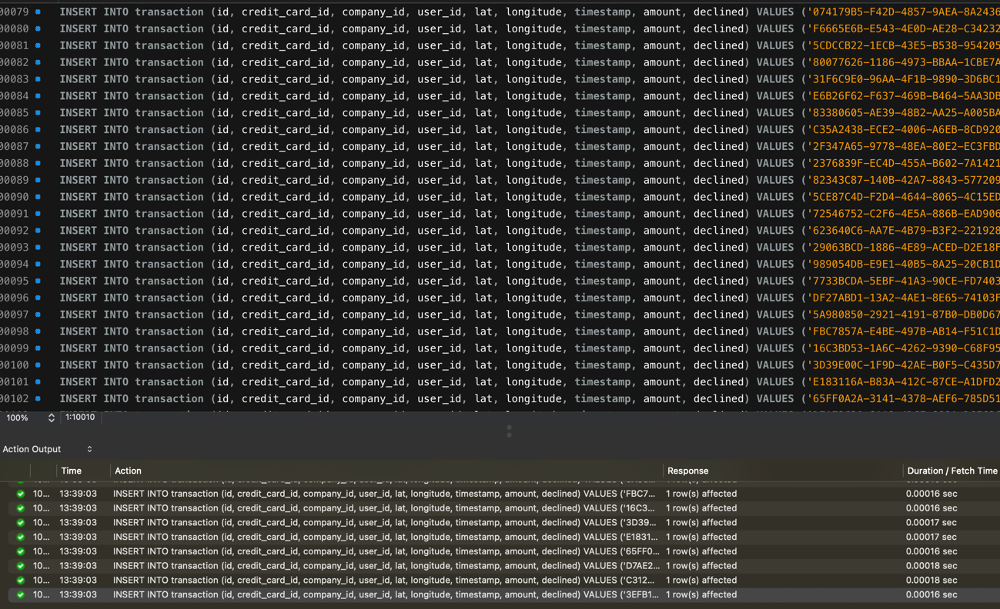 00079 INSERT INTO transaction (id, credit_card_id, company_id, user_id, lat, longitude, timestamp, amount, declined) VALUES ('074179B5-F42D-4857-9AEA-8A2436
00080 INSERT INTO transaction (id, credit_card_id, company_id, user_id, lat, longitude, timestamp, amount, declined) VALUES ('F6665E6B-E543-4E0D-AE28-C34232
00081 INSERT INTO transaction (id, credit_card_id, company_id, user_id, lat, longitude, timestamp, amount, declined) VALUES ('5CDCCB22-1ECB-43E5-B538-954205
00082 INSERT INTO transaction (id, credit_card_id, company_id, user_id, lat, longitude, timestamp, amount, declined) VALUES ('80077626-1186-4973-BBAA-1CBE7A
00083 INSERT INTO transaction (id, credit_card_id, company_id, user_id, lat, longitude, timestamp, amount, declined) VALUES ('31F6C9E0-96AA-4F1B-9890-3D6BC1
00084 INSERT INTO transaction (id, credit_card_id, company_id, user_id, lat, longitude, timestamp, amount, declined) VALUES ('E6B26F62-F637-469B-B464-5AA3DB
00085 INSERT INTO transaction (id, credit_card_id, company_id, user_id, lat, longitude, timestamp, amount, declined) VALUES ('83380605-AE39-48B2-AA25-A005BA
00086 INSERT INTO transaction (id, credit_card_id, company_id, user_id, lat, longitude, timestamp, amount, declined) VALUES ('C35A2438-ECE2-4006-A6EB-8CD920
00087 INSERT INTO transaction (id, credit_card_id, company_id, user_id, lat, longitude, timestamp, amount, declined) VALUES ('2F347A65-9778-48EA-80E2-EC3FBD
00088 INSERT INTO transaction (id, credit_card_id, company_id, user_id, lat, longitude, timestamp, amount, declined) VALUES ('2376839F-EC4D-455A-B602-7A1421
00089 INSERT INTO transaction (id, credit_card_id, company_id, user_id, lat, longitude, timestamp, amount, declined) VALUES ('82343C87-140B-42A7-8843-577209
00090 INSERT INTO transaction (id, credit_card_id, company_id, user_id, lat, longitude, timestamp, amount, declined) VALUES ('5CE87C4D-F2D4-4644-8065-4C15ED
00091 INSERT INTO transaction (id, credit_card_id, company_id, user_id, lat, longitude, timestamp, amount, declined) VALUES ('72546752-C2F6-4E5A-886B-EAD906
00092 INSERT INTO transaction (id, credit_card_id, company_id, user_id, lat, longitude, timestamp, amount, declined) VALUES ('623640C6-AA7E-4B79-B3F2-221928
00093 INSERT INTO transaction (id, credit_card_id, company_id, user_id, lat, longitude, timestamp, amount, declined) VALUES ('29063BCD-1886-4E89-ACED-D2E18F
00094 INSERT INTO transaction (id, credit_card_id, company_id, user_id, lat, longitude, timestamp, amount, declined) VALUES ('989054DB-E9E1-40B5-8A25-20CB1D
00095 INSERT INTO transaction (id, credit_card_id, company_id, user_id, lat, longitude, timestamp, amount, declined) VALUES ('7733BCDA-5EBF-41A3-90CE-FD7403
00096 INSERT INTO transaction (id, credit_card_id, company_id, user_id, lat, longitude, timestamp, amount, declined) VALUES ('DF27ABD1-13A2-4AE1-8E65-74103F
00097 INSERT INTO transaction (id, credit_card_id, company_id, user_id, lat, longitude, timestamp, amount, declined) VALUES ('5A980850-2921-4191-87B0-DB0D67
00098 INSERT INTO transaction (id, credit_card_id, company_id, user_id, lat, longitude, timestamp, amount, declined) VALUES ('FBC7857A-E4BE-497B-AB14-F51C1D
00099 INSERT INTO transaction (id, credit_card_id, company_id, user_id, lat, longitude, timestamp, amount, declined) VALUES ('16C3BD53-1A6C-4262-9390-C68F95
00100 INSERT INTO transaction (id, credit_card_id, company_id, user_id, lat, longitude, timestamp, amount, declined) VALUES ('3D39E00C-1F9D-42AE-B0F5-C435D7
00101 INSERT INTO transaction (id, credit_card_id, company_id, user_id, lat, longitude, timestamp, amount, declined) VALUES ('E183116A-B83A-412C-87CE-A1DFD2
00102 INSERT INTO transaction (id, credit_card_id, company_id, user_id, lat, longitude, timestamp, amount, declined) VALUES ('65FF0A2A-3141-4378-AEF6-785D51
100% 1:10010
Action Output
Time Action Response Duration / Fetch Time
10... 13:39:03 INSERT INTO transaction (id, credit_card_id, company_id, user_id, lat, longitude, timestamp, amount, declined) VALUES ('FBC7... 1 row(s) affected 0.00016 sec
10... 13:39:03 INSERT INTO transaction (id, credit_card_id, company_id, user_id, lat, longitude, timestamp, amount, declined) VALUES ('16C3... 1 row(s) affected 0.00016 sec
10... 13:39:03 INSERT INTO transaction (id, credit_card_id, company_id, user_id, lat, longitude, timestamp, amount, declined) VALUES ('3D39... 1 row(s) affected 0.00017 sec
10... 13:39:03 INSERT INTO transaction (id, credit_card_id, company_id, user_id, lat, longitude, timestamp, amount, declined) VALUES ('E1831... 1 row(s) affected 0.00017 sec
10... 13:39:03 INSERT INTO transaction (id, credit_card_id, company_id, user_id, lat, longitude, timestamp, amount, declined) VALUES ('65FF0... 1 row(s) affected 0.00016 sec
10... 13:39:03 INSERT INTO transaction (id, credit_card_id, company_id, user_id, lat, longitude, timestamp, amount, declined) VALUES ('D7AE2... 1 row(s) affected 0.00018 sec
10... 13:39:03 INSERT INTO transaction (id, credit_card_id, company_id, user_id, lat, longitude, timestamp, amount, declined) VALUES ('C312... 1 row(s) affected 0.00018 sec
10... 13:39:03 INSERT INTO transaction (id, credit_card_id, company_id, user_id, lat, longitude, timestamp, amount, declined) VALUES ('3EFB1... 1 row(s) affected 0.00016 sec